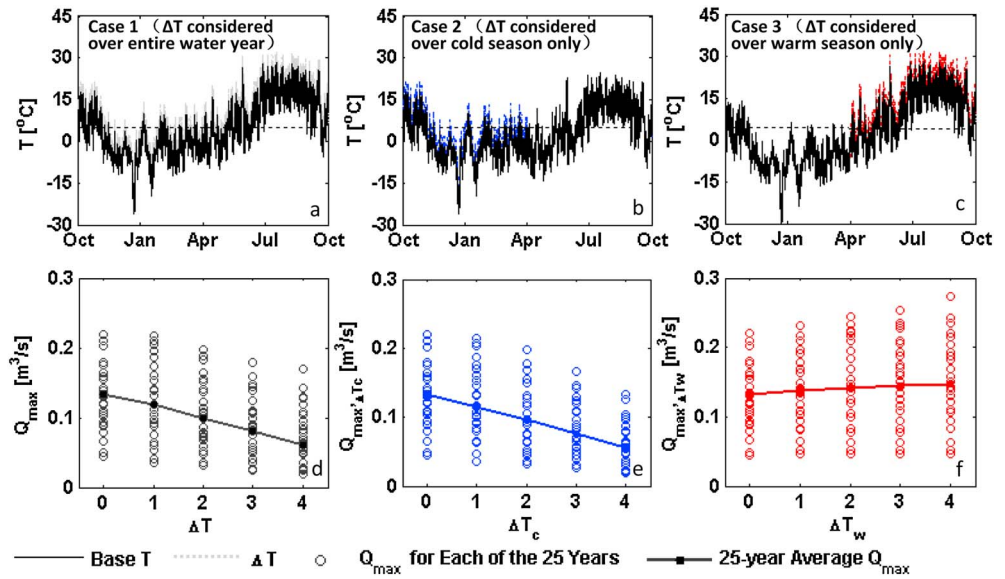 Case 1 （ΔT considered
over entire water year）
T [°C]
45
30
15
0
-15
-30
Oct Jan Apr Jul Oct
a
Case 2 （ΔT considered
over cold season only）
T [°C]
45
30
15
0
-15
-30
Oct Jan Apr Jul Oct
b
Case 3 （ΔT considered
over warm season only）
T [°C]
45
30
15
0
-15
-30
Oct Jan Apr Jul Oct
c
Qmax [m³/s]
0.3
0.2
0.1
0
0 1 2 3 4
ΔT
d
Qmax,ΔTc [m³/s]
0.3
0.2
0.1
0
0 1 2 3 4
ΔTc
e
Qmax,ΔTw [m³/s]
0.3
0.2
0.1
0
0 1 2 3 4
ΔTw
f
Base T ΔT Qmax for Each of the 25 Years 25-year Average Qmax